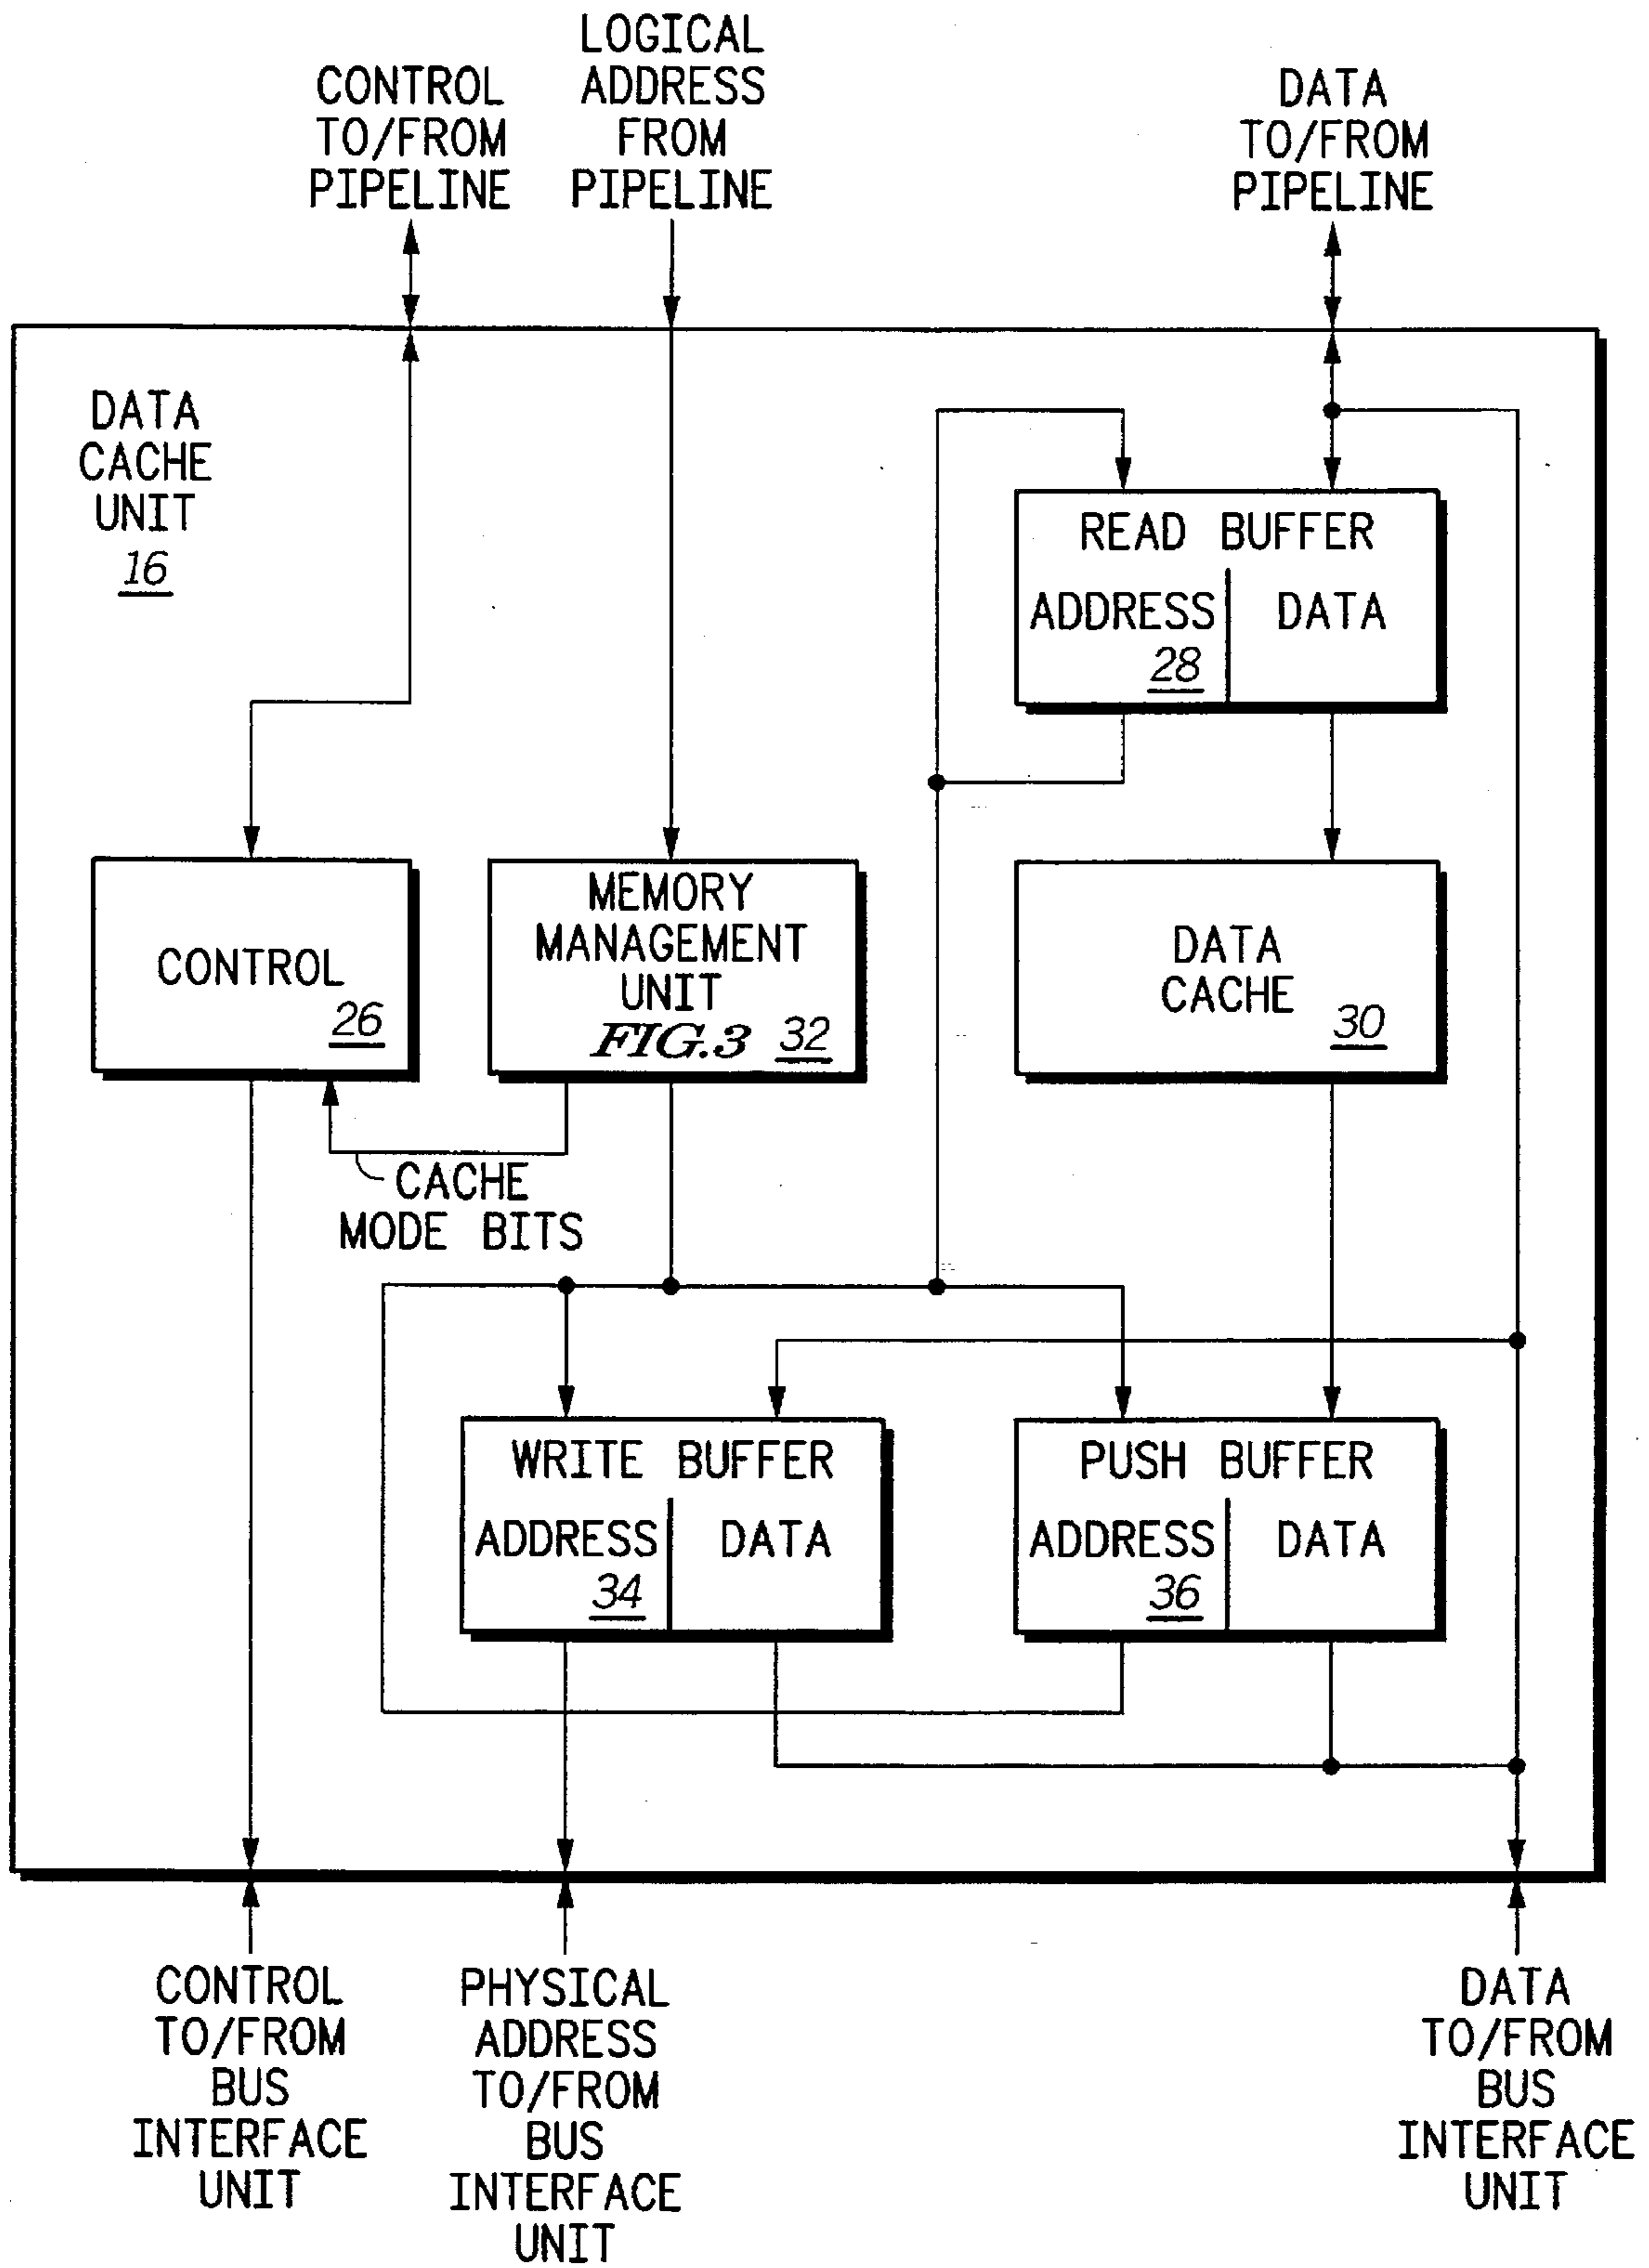 CONTROL
TO/FROM
PIPELINE
LOGICAL
ADDRESS
FROM
PIPELINE
DATA
TO/FROM
PIPELINE
DATA
CACHE
UNIT
16
READ BUFFER
ADDRESS DATA
28
CONTROL
26
MEMORY
MANAGEMENT
UNIT
FIG.3 32
DATA
CACHE
30
CACHE
MODE BITS
WRITE BUFFER
ADDRESS DATA
34
PUSH BUFFER
ADDRESS DATA
36
CONTROL
TO/FROM
BUS
INTERFACE
UNIT
PHYSICAL
ADDRESS
TO/FROM
BUS
INTERFACE
UNIT
DATA
TO/FROM
BUS
INTERFACE
UNIT